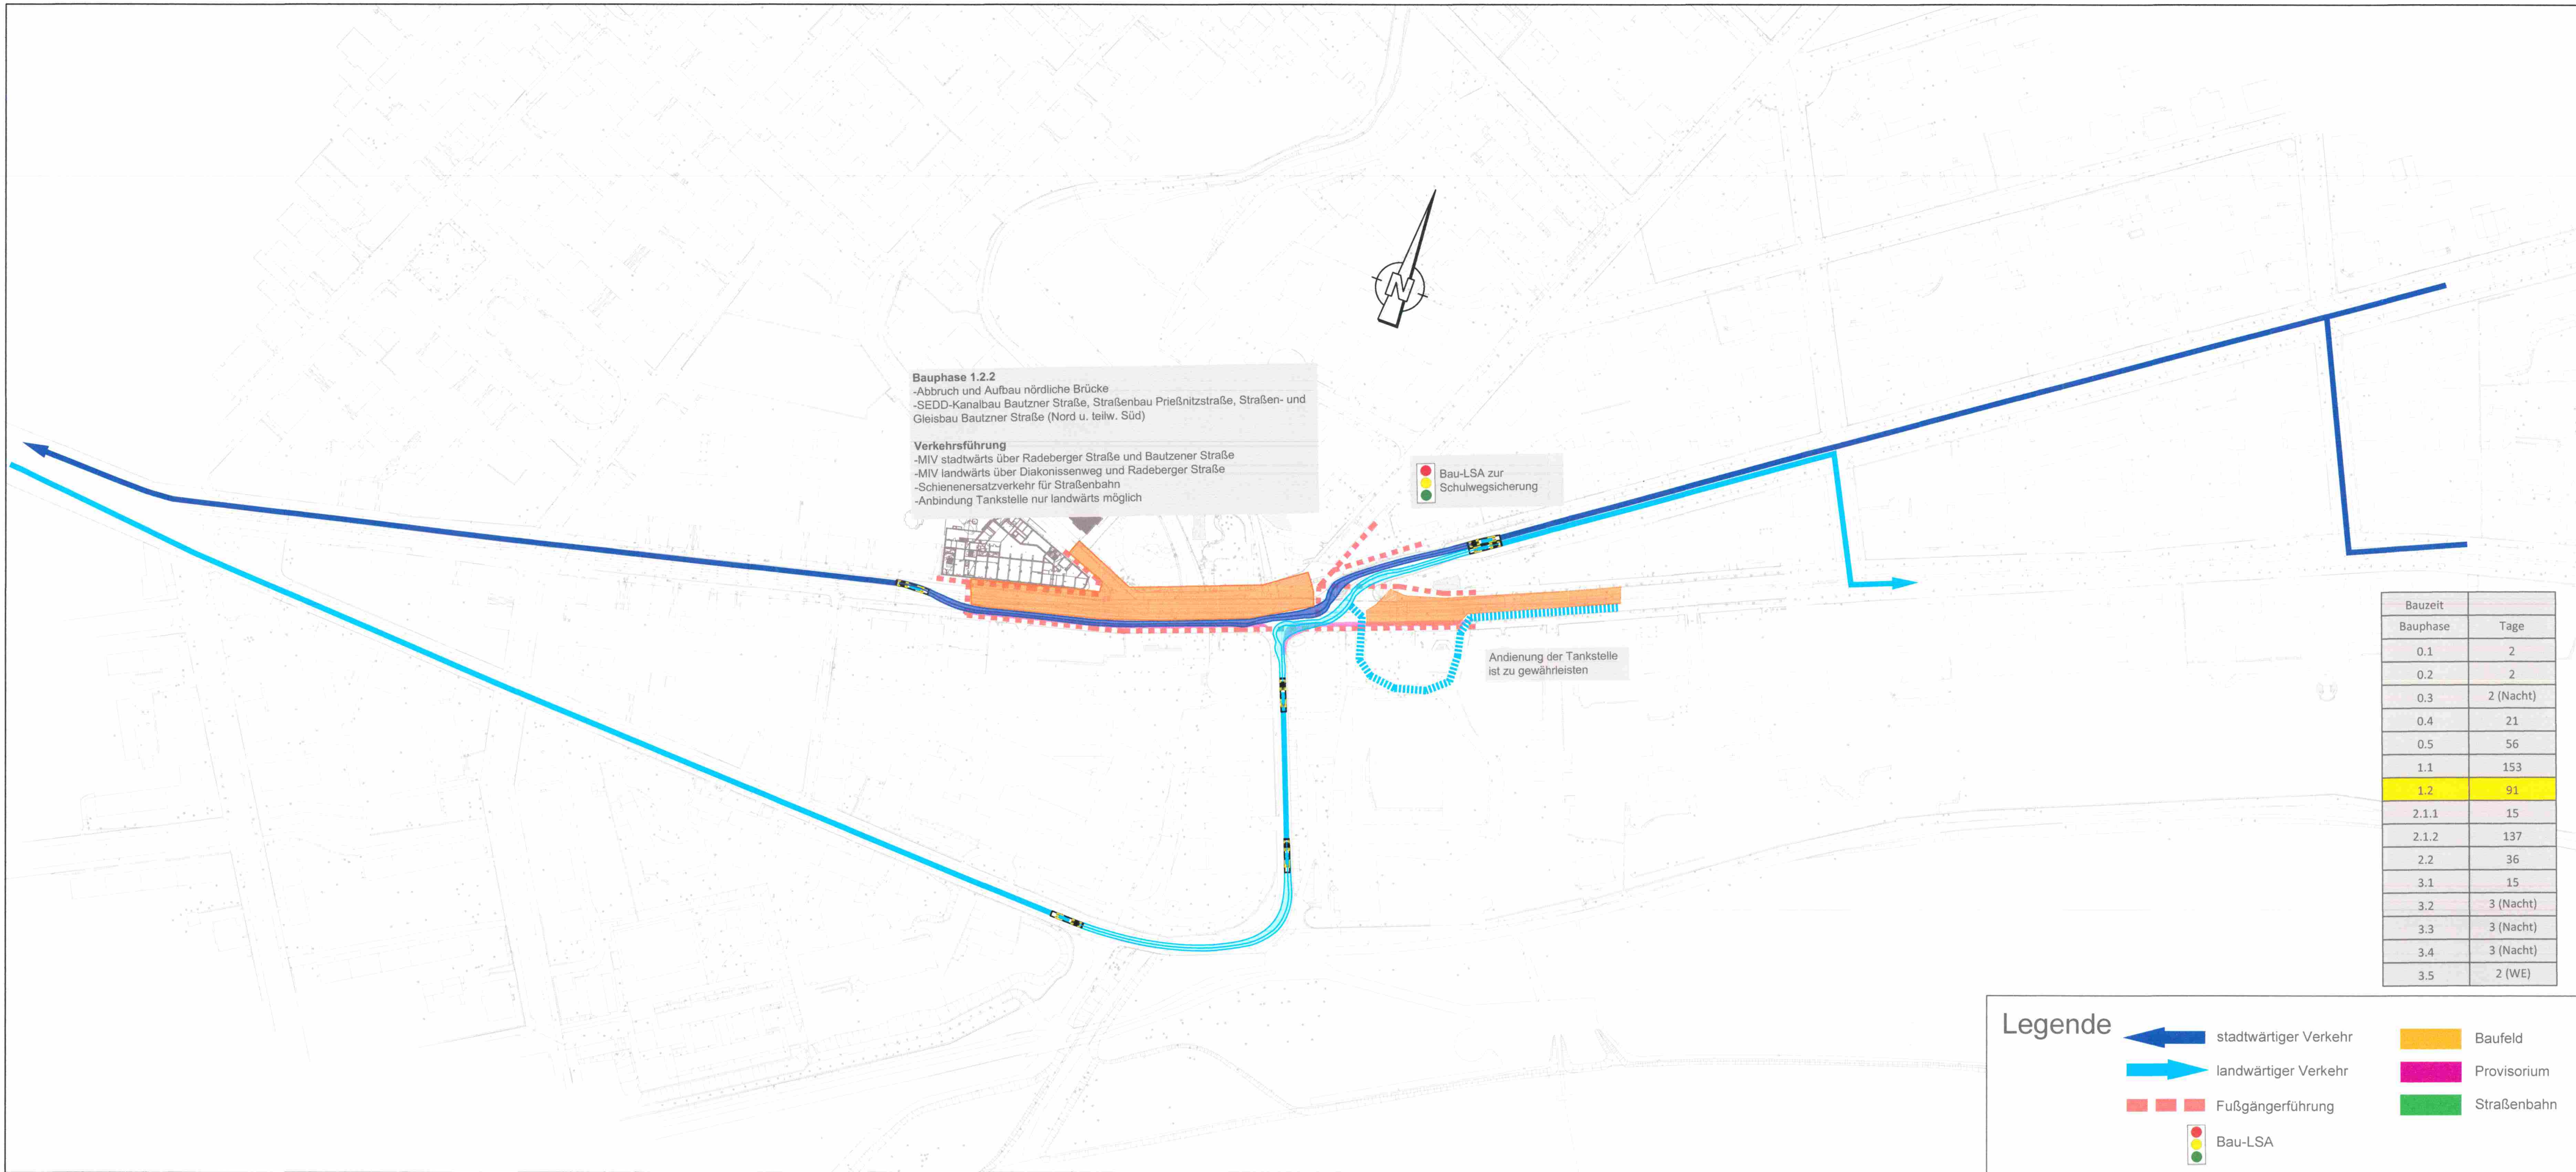 N
Bauphase 1.2.2
-Abbruch und Aufbau nördliche Brücke
-SEDD-Kanalbau Bautzner Straße, Straßenbau Prießnitzstraße, Straßen- und
Gleisbau Bautzner Straße (Nord u. teilw. Süd)
Verkehrsführung
-MIV stadtwärts über Radeberger Straße und Bautzener Straße
-MIV landwärts über Diakonissenweg und Radeberger Straße
-Schienenersatzverkehr für Straßenbahn
-Anbindung Tankstelle nur landwärts möglich
Bau-LSA zur
Schulwegsicherung
Andienung der Tankstelle
ist zu gewährleisten
Bauzeit
Bauphase Tage
0.1 2
0.2 2
0.3 2 (Nacht)
0.4 21
0.5 56
1.1 153
1.2 91
2.1.1 15
2.1.2 137
2.2 36
3.1 15
3.2 3 (Nacht)
3.3 3 (Nacht)
3.4 3 (Nacht)
3.5 2 (WE)
Legende
stadtwärtiger Verkehr
Baufeld
landwärtiger Verkehr
Provisorium
Fußgängerführung
Straßenbahn
Bau-LSA